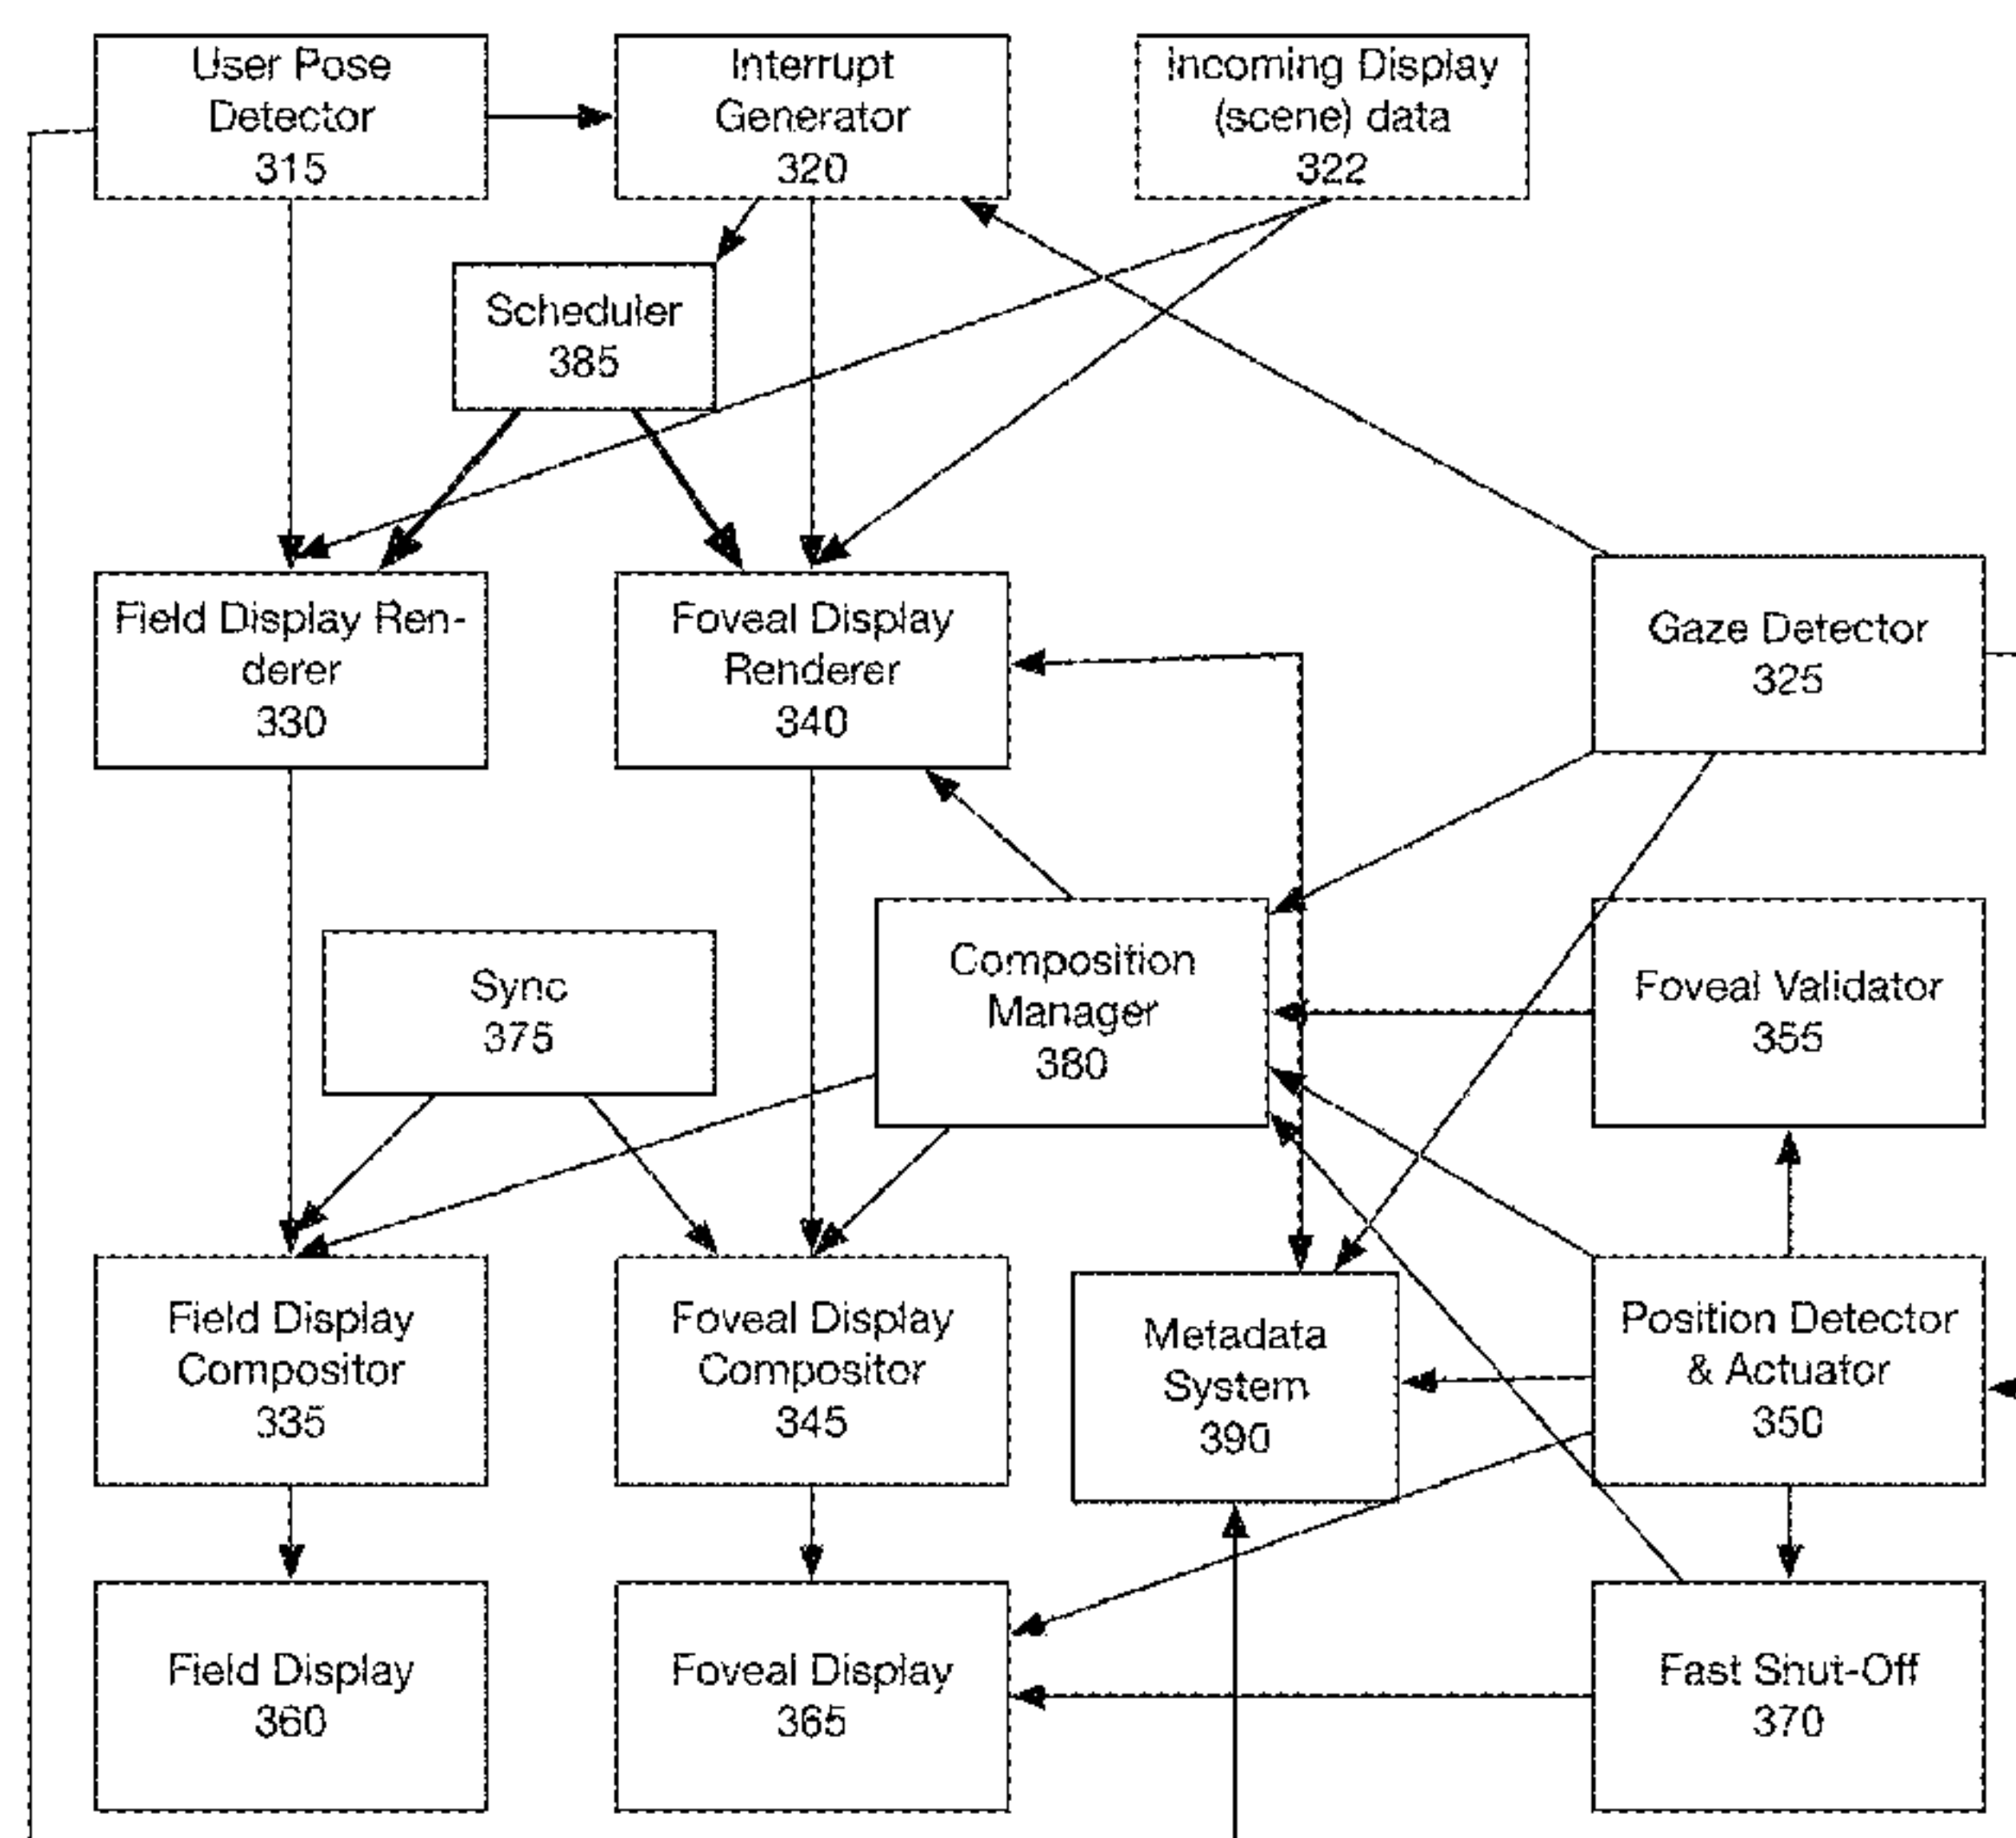 User Pose
Detector
315
Interrupt
Generator
320
Incoming Display
(scene) data
322
Scheduler
385
Field Display Ren-
derer
330
Foveal Display
Renderer
340
Gaze Detector
325
Sync
375
Composition
Manager
380
Foveal Validator
355
Field Display
Compositor
335
Foveal Display
Compositor
345
Metadata
System
390
Position Detector
& Actuator
350
Field Display
360
Foveal Display
365
Fast Shut-Off
370